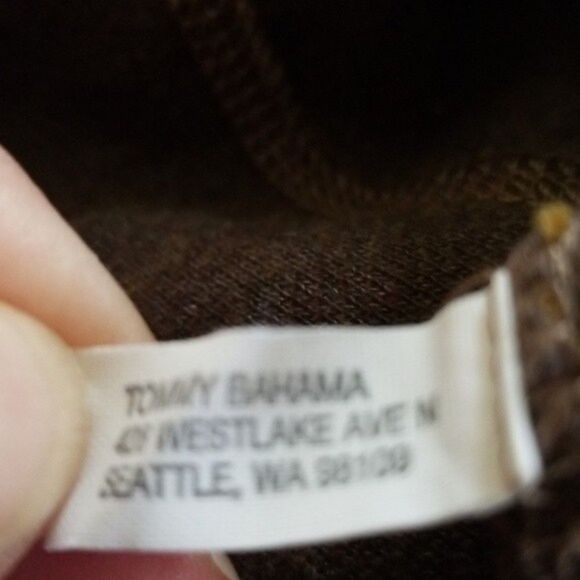 TOMMY BAHAMA
WESTLAKE AVE N
SEATTLE, WA 98109